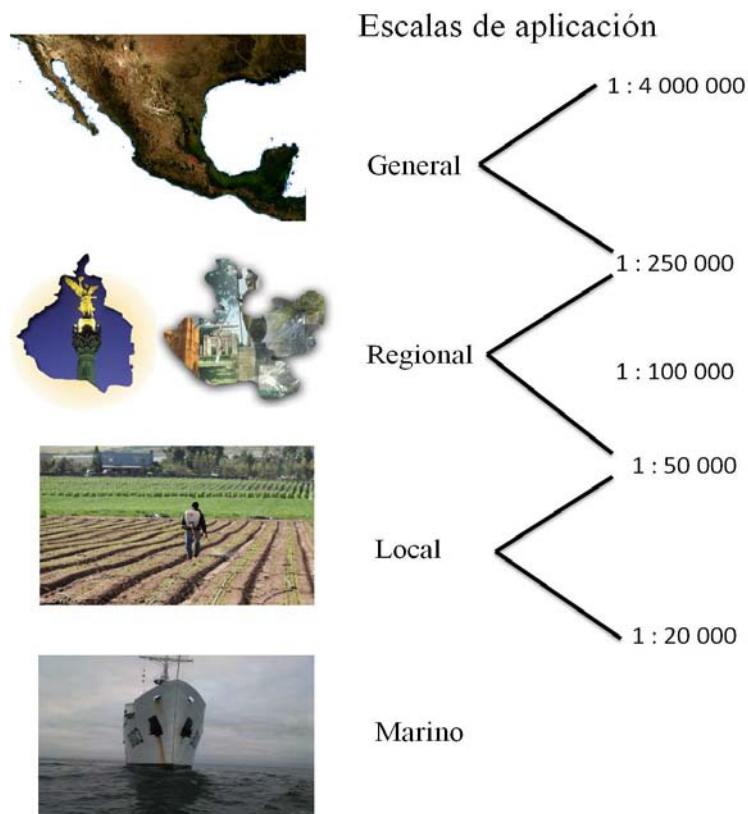 Escalas de aplicación
1 : 4 000 000
General
1 : 250 000
Regional
1 : 100 000
1 : 50 000
Local
1 : 20 000
Marino